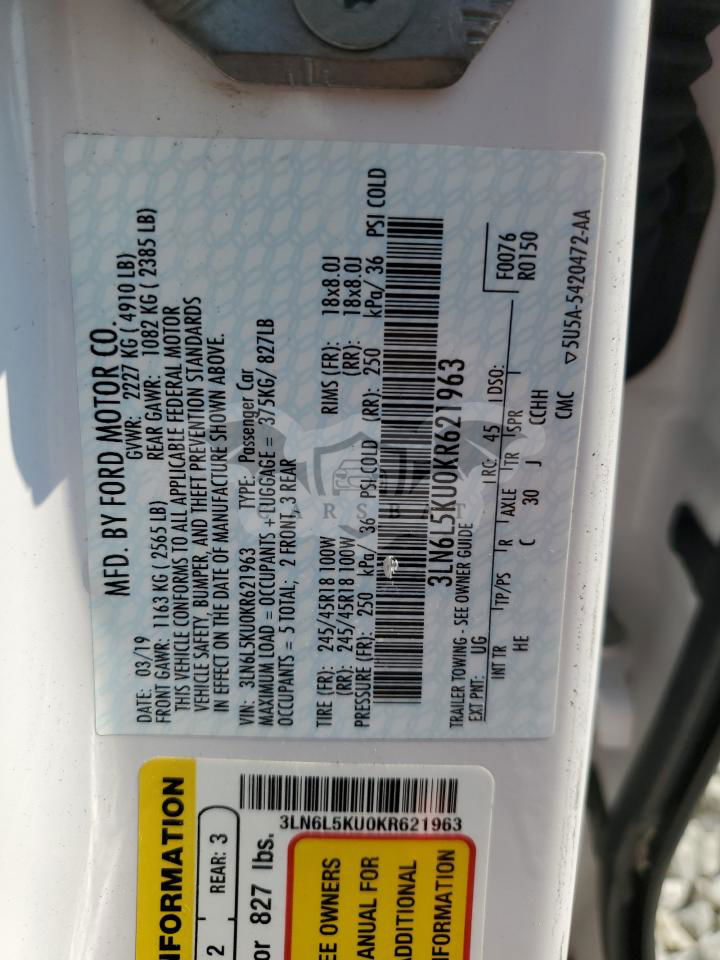 MFD. BY FORD MOTOR CO.
DATE: 03/19 GVWR: 2227 KG ( 4910 LB)
FRONT GAWR: 1163 KG ( 2565 LB) REAR GAWR: 1082 KG ( 2385 LB)
THIS VEHICLE CONFORMS TO ALL APPLICABLE FEDERAL MOTOR
VEHICLE SAFETY, BUMPER, AND THEFT PREVENTION STANDARDS
IN EFFECT ON THE DATE OF MANUFACTURE SHOWN ABOVE.
VIN: 3LN6L5KU0KR621963 TYPE: Passenger Car
MAXIMUM LOAD = OCCUPANTS + LUGGAGE = 375KG/ 827LB
OCCUPANTS = 5 TOTAL; 2 FRONT, 3 REAR
TIRE (FR): 245/45R18 100W RIMS (FR): 18x8.0J
(RR): 245/45R18 100W (RR): 18x8.0J
PRESSURE (FR): 250 kPa/ 36 PSI COLD (RR): 250 kPa/ 36 PSI COLD
3LN6L5KU0KR621963
TRAILER TOWING - SEE OWNER GUIDE
EXT PNT: UG RC: 45 DSO: F0076
R0150
INT TR TP/PS R AXLE TR SPR
HE C 30 J CCHH
CMC ▽5U5A-5420472-AA
CARSBAT
3LN6L5KU0KR621963
NFORMATION
2 REAR: 3
or 827 lbs.
EE OWNERS
ANUAL FOR
ADDITIONAL
FORMATION